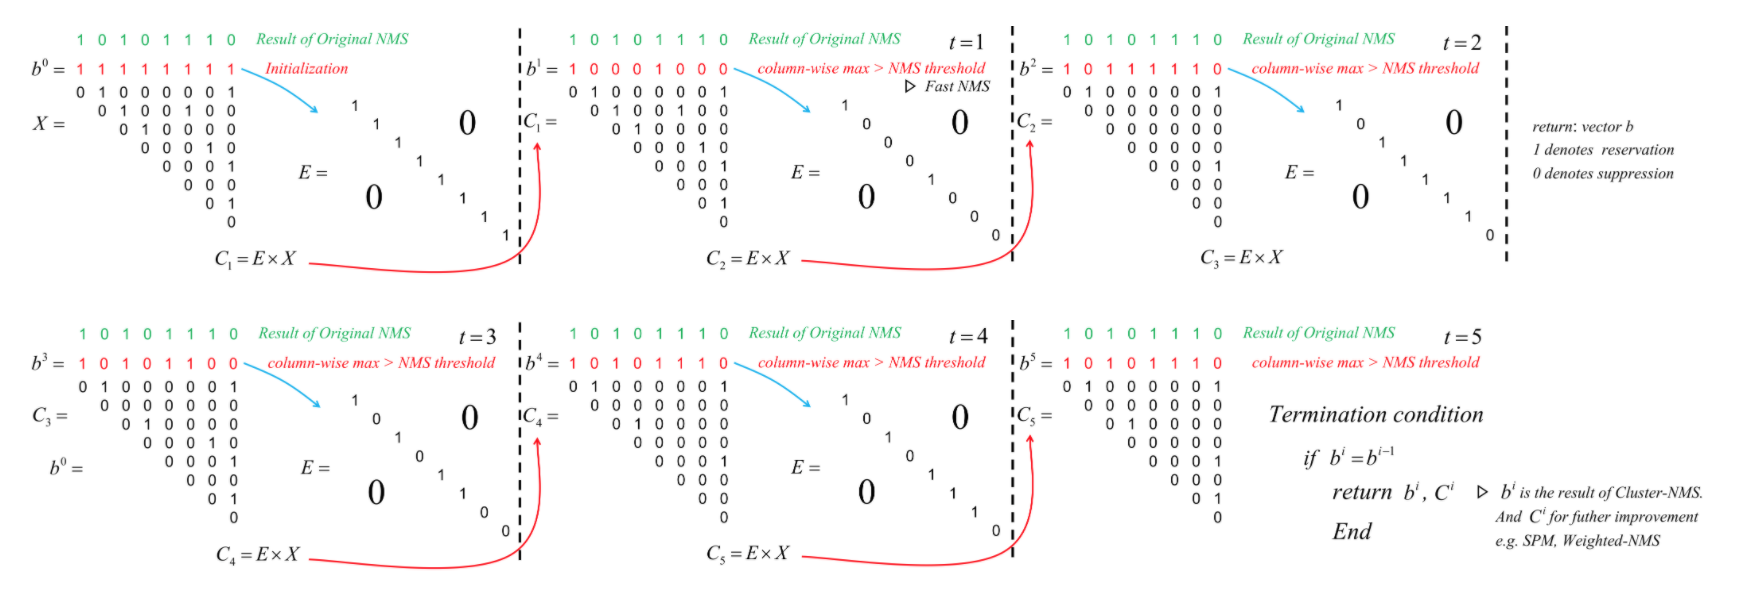 1 0 1 0 1 1 1 0 Result of Original NMS
b⁰ = 1 1 1 1 1 1 1 1 Initialization
0 1 0 0 0 0 0 1
0 1 0 0 1 0 0
X = 0 1 0 0 0 0
0 0 0 1 0
0 0 0 1
0 0 0
0 1
0
E =
1
1
1
1
1
1
1
1
0
0
C₁ = E × X
1 0 1 0 1 1 1 0 Result of Original NMS t = 1
b¹ = 1 0 0 0 1 0 0 0 column-wise max > NMS threshold
▷ Fast NMS
0 1 0 0 0 0 0 1
0 1 0 0 1 0 0
C₁ = 0 1 0 0 0 0
0 0 0 1 0
0 0 0 1
0 0 0
0 1
0
E =
1
0
0
0
1
0
0
0
0
0
C₂ = E × X
1 0 1 0 1 1 1 0 Result of Original NMS t = 2
b² = 1 0 1 1 1 1 1 0 column-wise max > NMS threshold
0 1 0 0 0 0 0 1
0 0 0 0 0 0 0
C₂ = 0 0 0 0 0 0
0 0 0 0 0
0 0 0 1
0 0 0
0 0
0
E =
1
0
1
1
1
1
1
0
0
0
C₃ = E × X
return: vector b
1 denotes reservation
0 denotes suppression
1 0 1 0 1 1 1 0 Result of Original NMS t = 3
b³ = 1 0 1 0 1 1 0 0 column-wise max > NMS threshold
0 1 0 0 0 0 0 1
0 0 0 0 0 0 0
C₃ = 0 1 0 0 0 0
0 0 0 1 0
b⁰ = 0 0 0 1
0 0 0
0 1
0
E =
1
0
1
0
1
1
0
0
0
0
C₄ = E × X
1 0 1 0 1 1 1 0 Result of Original NMS t = 4
b⁴ = 1 0 1 0 1 1 1 0 column-wise max > NMS threshold
0 1 0 0 0 0 0 1
0 0 0 0 0 0 0
C₄ = 0 1 0 0 0 0
0 0 0 0 0
0 0 0 1
0 0 0
0 0
0
E =
1
0
1
0
1
1
1
0
0
0
C₅ = E × X
1 0 1 0 1 1 1 0 Result of Original NMS t = 5
b⁵ = 1 0 1 0 1 1 1 0 column-wise max > NMS threshold
0 1 0 0 0 0 0 1
0 0 0 0 0 0 0
C₅ = 0 1 0 0 0 0
0 0 0 0 0
0 0 0 1
0 0 0
0 1
0
Termination condition
if bⁱ = bⁱ⁻¹
return bⁱ, Cⁱ ▷ bⁱ is the result of Cluster-NMS.
And Cⁱ for futher improvement
End
e.g. SPM, Weighted-NMS